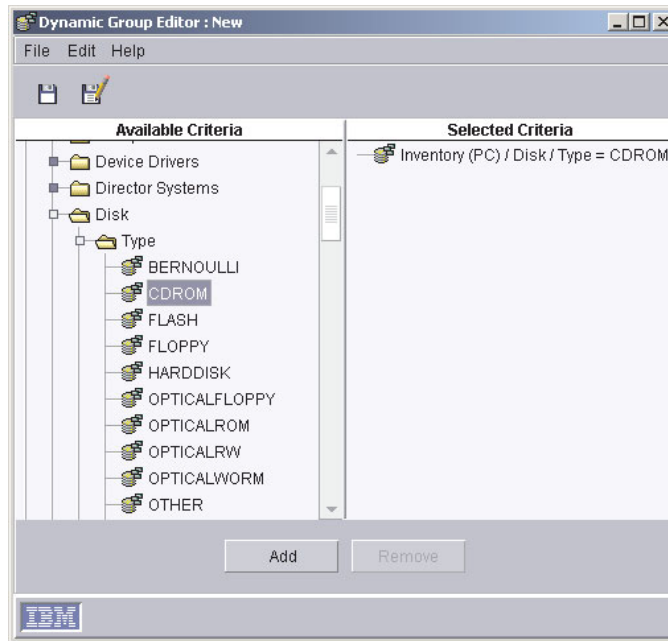 Dynamic Group Editor : New
File Edit Help
Available Criteria
Selected Criteria
Device Drivers
Director Systems
Disk
Type
BERNOULLI
CDROM
FLASH
FLOPPY
HARDDISK
OPTICALFLOPPY
OPTICALROM
OPTICALRW
OPTICALWORM
OTHER
Inventory (PC) / Disk / Type = CDROM
Add
Remove
IBM